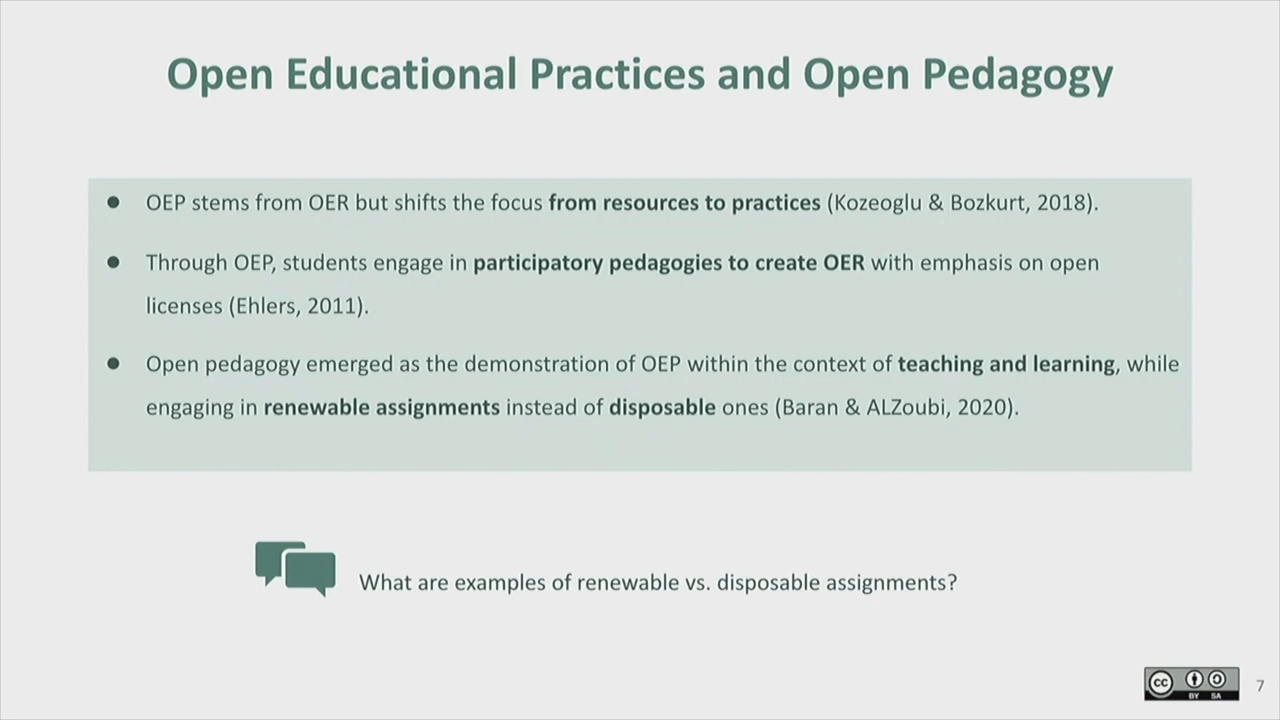 Open Educational Practices and Open Pedagogy
● OEP stems from OER but shifts the focus from resources to practices (Kozeoglu & Bozkurt, 2018).
● Through OEP, students engage in participatory pedagogies to create OER with emphasis on open
licenses (Ehlers, 2011).
● Open pedagogy emerged as the demonstration of OEP within the context of teaching and learning, while
engaging in renewable assignments instead of disposable ones (Baran & ALZoubi, 2020).
What are examples of renewable vs. disposable assignments?
cc
BY SA
7